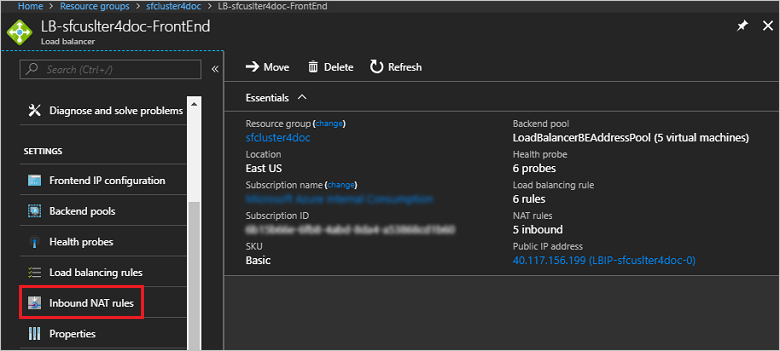 Home > Resource groups > sfcluster4doc > LB-sfcuslter4doc-FrontEnd
LB-sfcuslter4doc-FrontEnd
Load balancer
Search (Ctrl+/)
Diagnose and solve problems
SETTINGS
Frontend IP configuration
Backend pools
Health probes
Load balancing rules
Inbound NAT rules
Properties
Move Delete Refresh
Essentials
Resource group (change)
sfcluster4doc
Location
East US
Subscription name (change)
Subscription ID
SKU
Basic
Backend pool
LoadBalancerBEAddressPool (5 virtual machines)
Health probe
6 probes
Load balancing rule
6 rules
NAT rules
5 inbound
Public IP address
40.117.156.199 (LBIP-sfcuslter4doc-0)